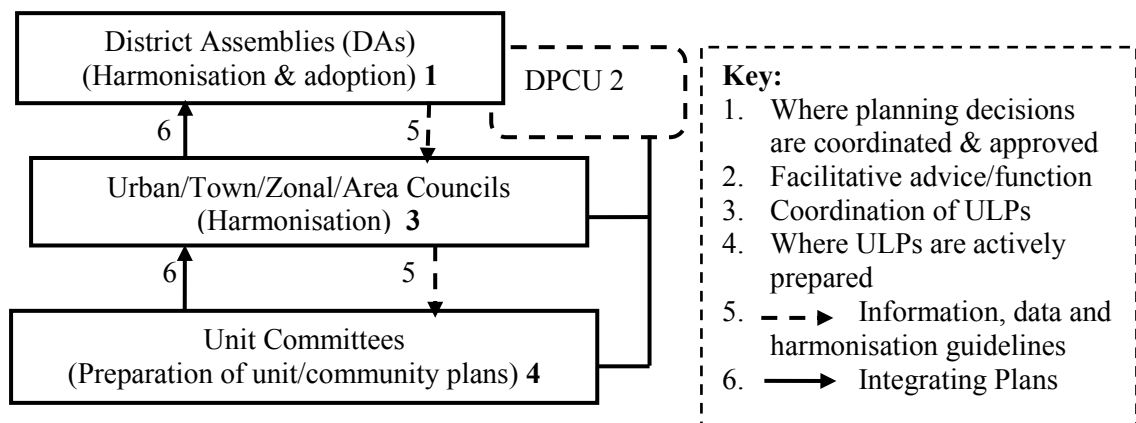 District Assemblies (DAs)
(Harmonisation & adoption) 1
DPCU 2
6
5
Urban/Town/Zonal/Area Councils
(Harmonisation) 3
6
5
Unit Committees
(Preparation of unit/community plans) 4
Key:
1. Where planning decisions
are coordinated & approved
2. Facilitative advice/function
3. Coordination of ULPs
4. Where ULPs are actively
prepared
5. Information, data and
harmonisation guidelines
6. Integrating Plans